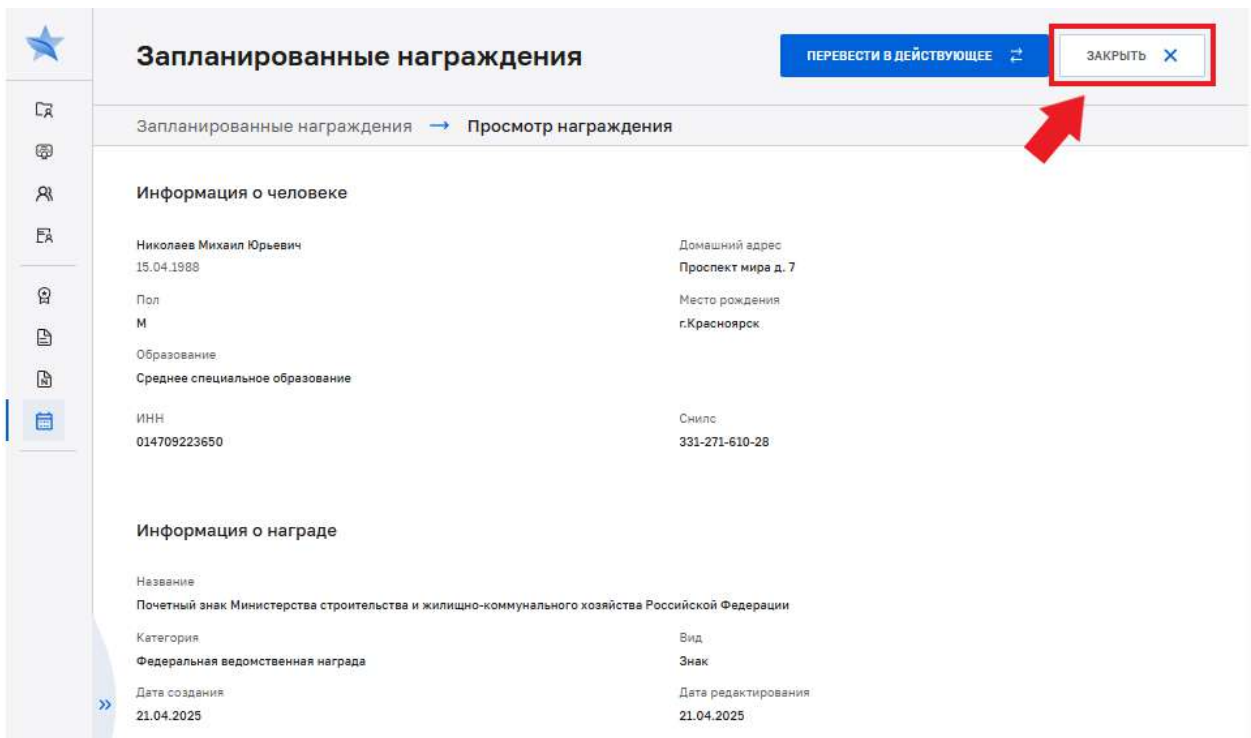 Запланированные награждения
ПЕРЕВЕСТИ В ДЕЙСТВУЮЩЕЕ
ЗАКРЫТЬ
Запланированные награждения → Просмотр награждения
Информация о человеке
Николаев Михаил Юрьевич
15.04.1988
Домашний адрес
Проспект мира д. 7
Пол
М
Место рождения
г.Красноярск
Образование
Среднее специальное образование
ИНН
014709223650
Снилс
331-271-610-28
Информация о награде
Название
Почетный знак Министерства строительства и жилищно-коммунального хозяйства Российской Федерации
Категория
Федеральная ведомственная награда
Вид
Знак
Дата создания
21.04.2025
Дата редактирования
21.04.2025